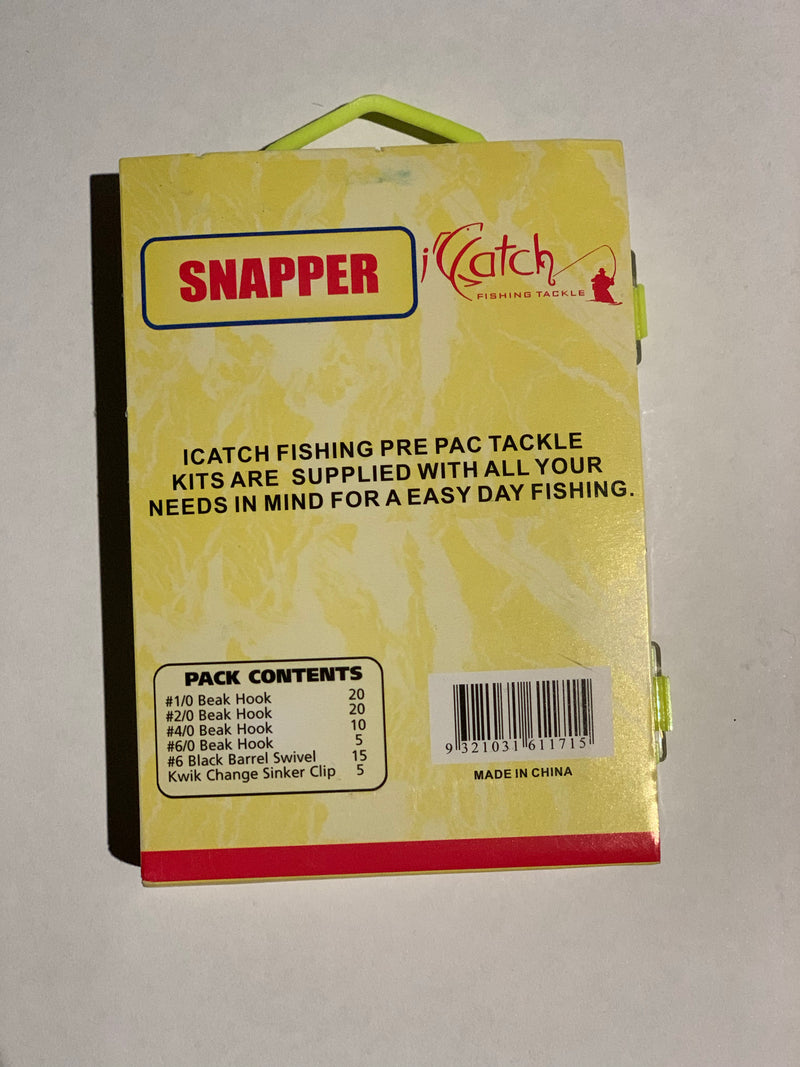 SNAPPER
iCatch
FISHING TACKLE
ICATCH FISHING PRE PAC TACKLE
KITS ARE SUPPLIED WITH ALL YOUR
NEEDS IN MIND FOR A EASY DAY FISHING.
PACK CONTENTS
#1/0 Beak Hook 20
#2/0 Beak Hook 20
#4/0 Beak Hook 10
#6/0 Beak Hook 5
#6 Black Barrel Swivel 15
Kwik Change Sinker Clip 5
9 321031 611715
MADE IN CHINA